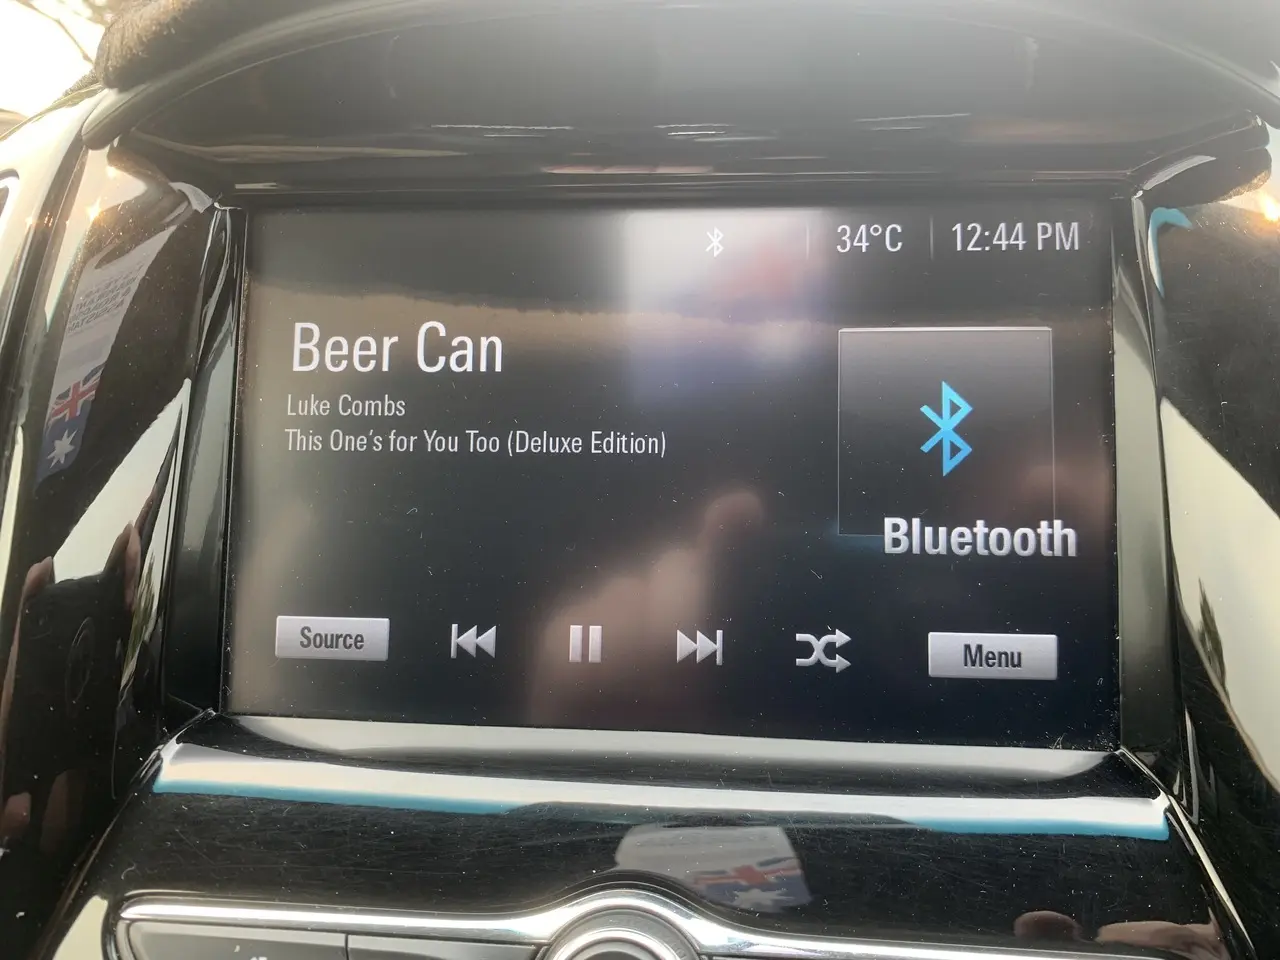 34°C
12:44 PM
Beer Can
Luke Combs
This One's for You Too (Deluxe Edition)
Bluetooth
Source
Menu